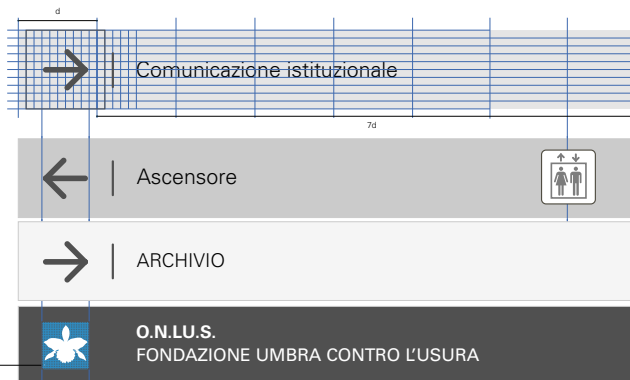 d
Comunicazione istituzionale
7d
Ascensore
ARCHIVIO
O.N.LU.S.
FONDAZIONE UMBRA CONTRO L'USURA